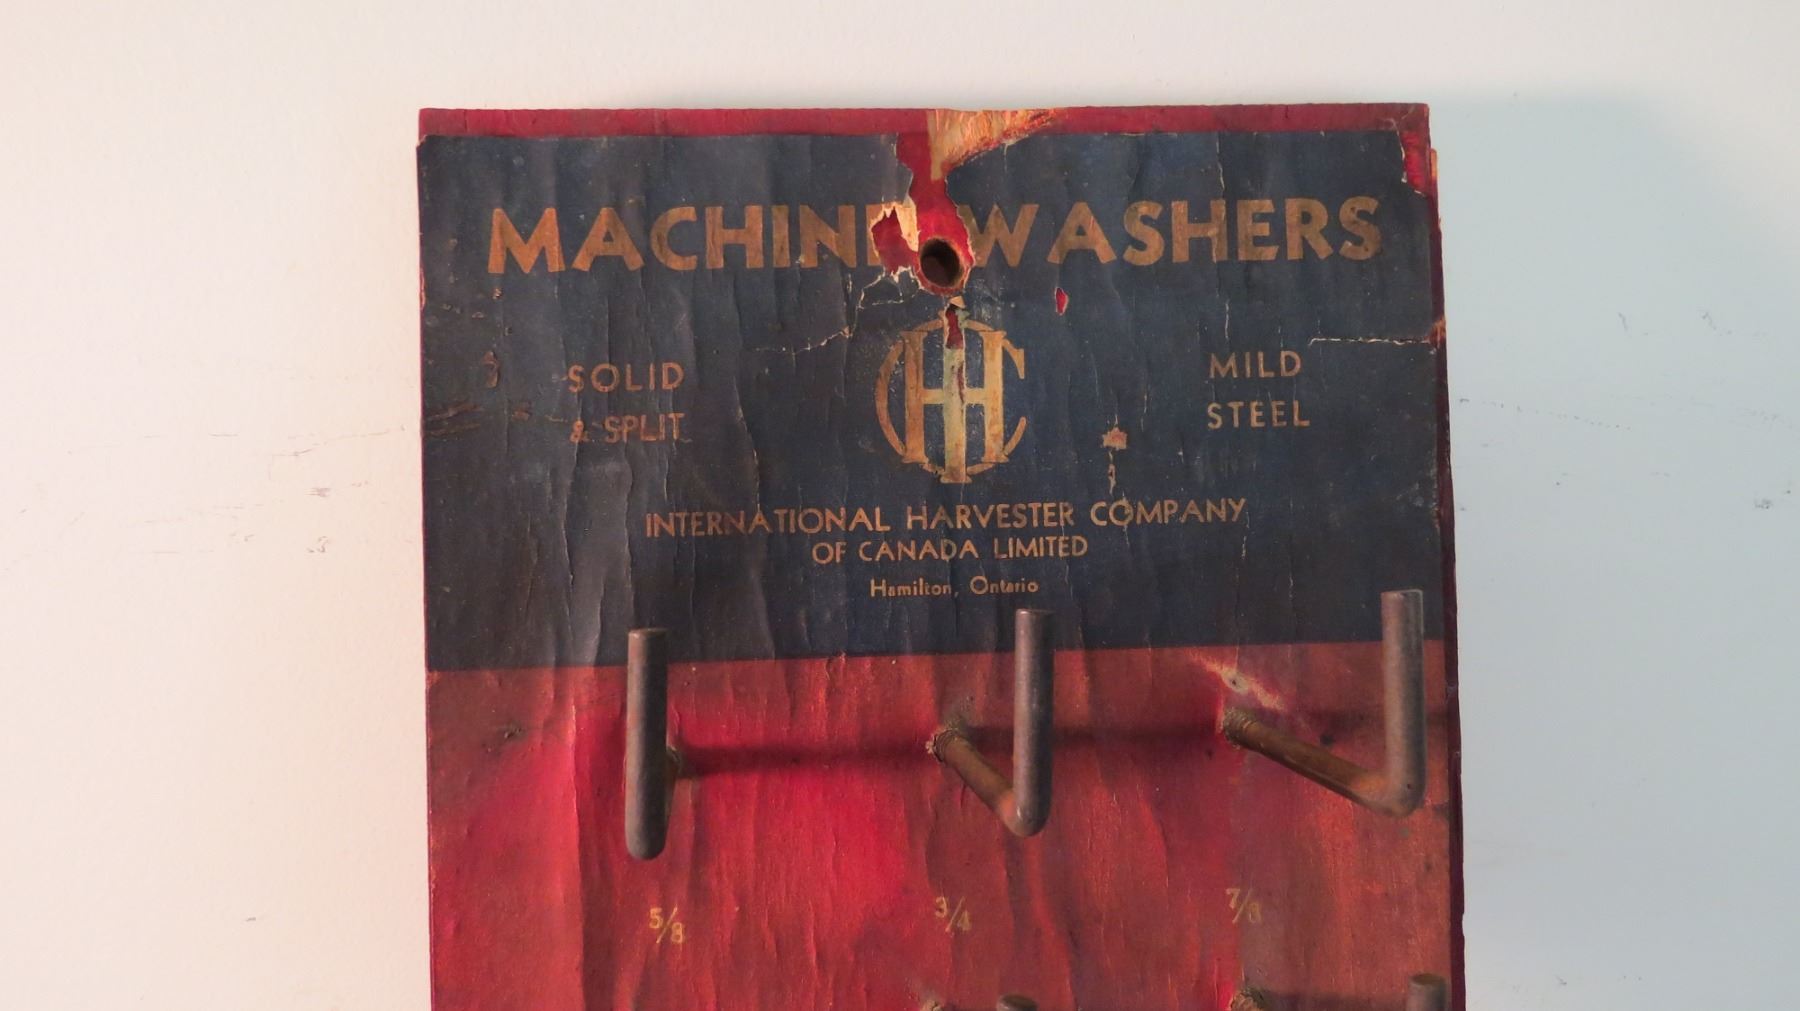 MACHINE WASHERS
SOLID
& SPLIT
IHC
MILD
STEEL
INTERNATIONAL HARVESTER COMPANY
OF CANADA LIMITED
Hamilton, Ontario
5/8 3/4 7/8